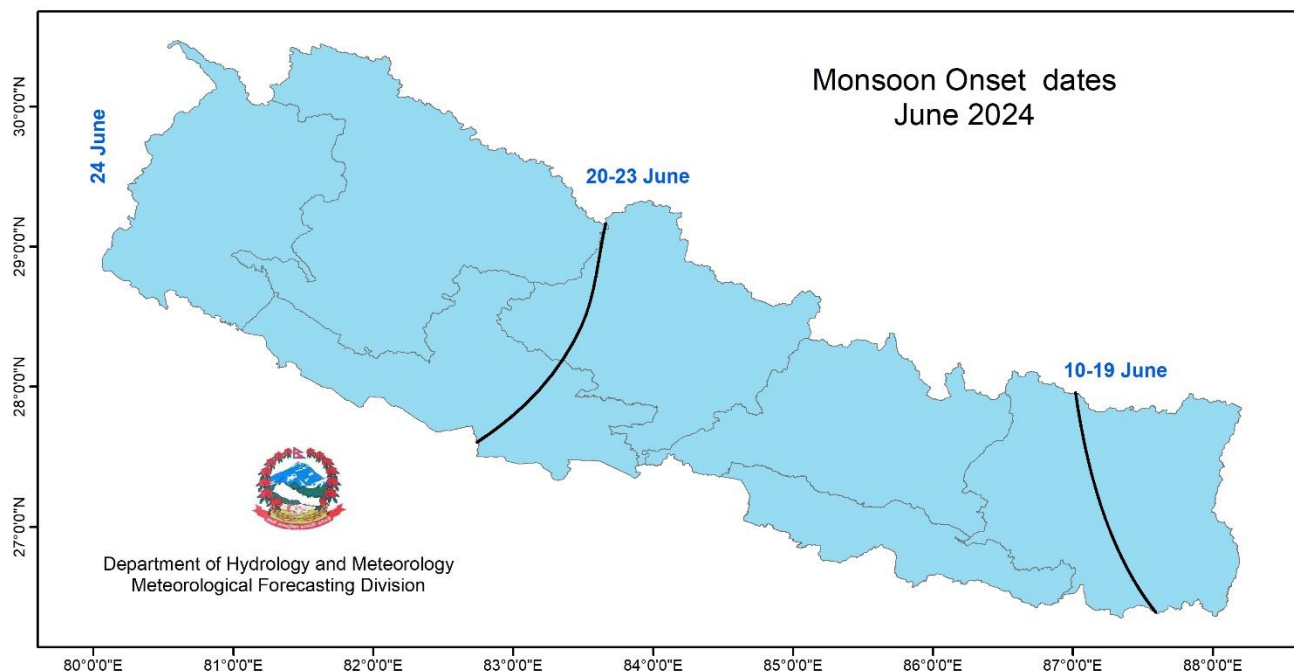 Monsoon Onset dates
June 2024
24 June
20-23 June
10-19 June
30°0'0"N
29°0'0"N
28°0'0"N
27°0'0"N
Department of Hydrology and Meteorology
Meteorological Forecasting Division
80°0'0"E
81°0'0"E
82°0'0"E
83°0'0"E
84°0'0"E
85°0'0"E
86°0'0"E
87°0'0"E
88°0'0"E